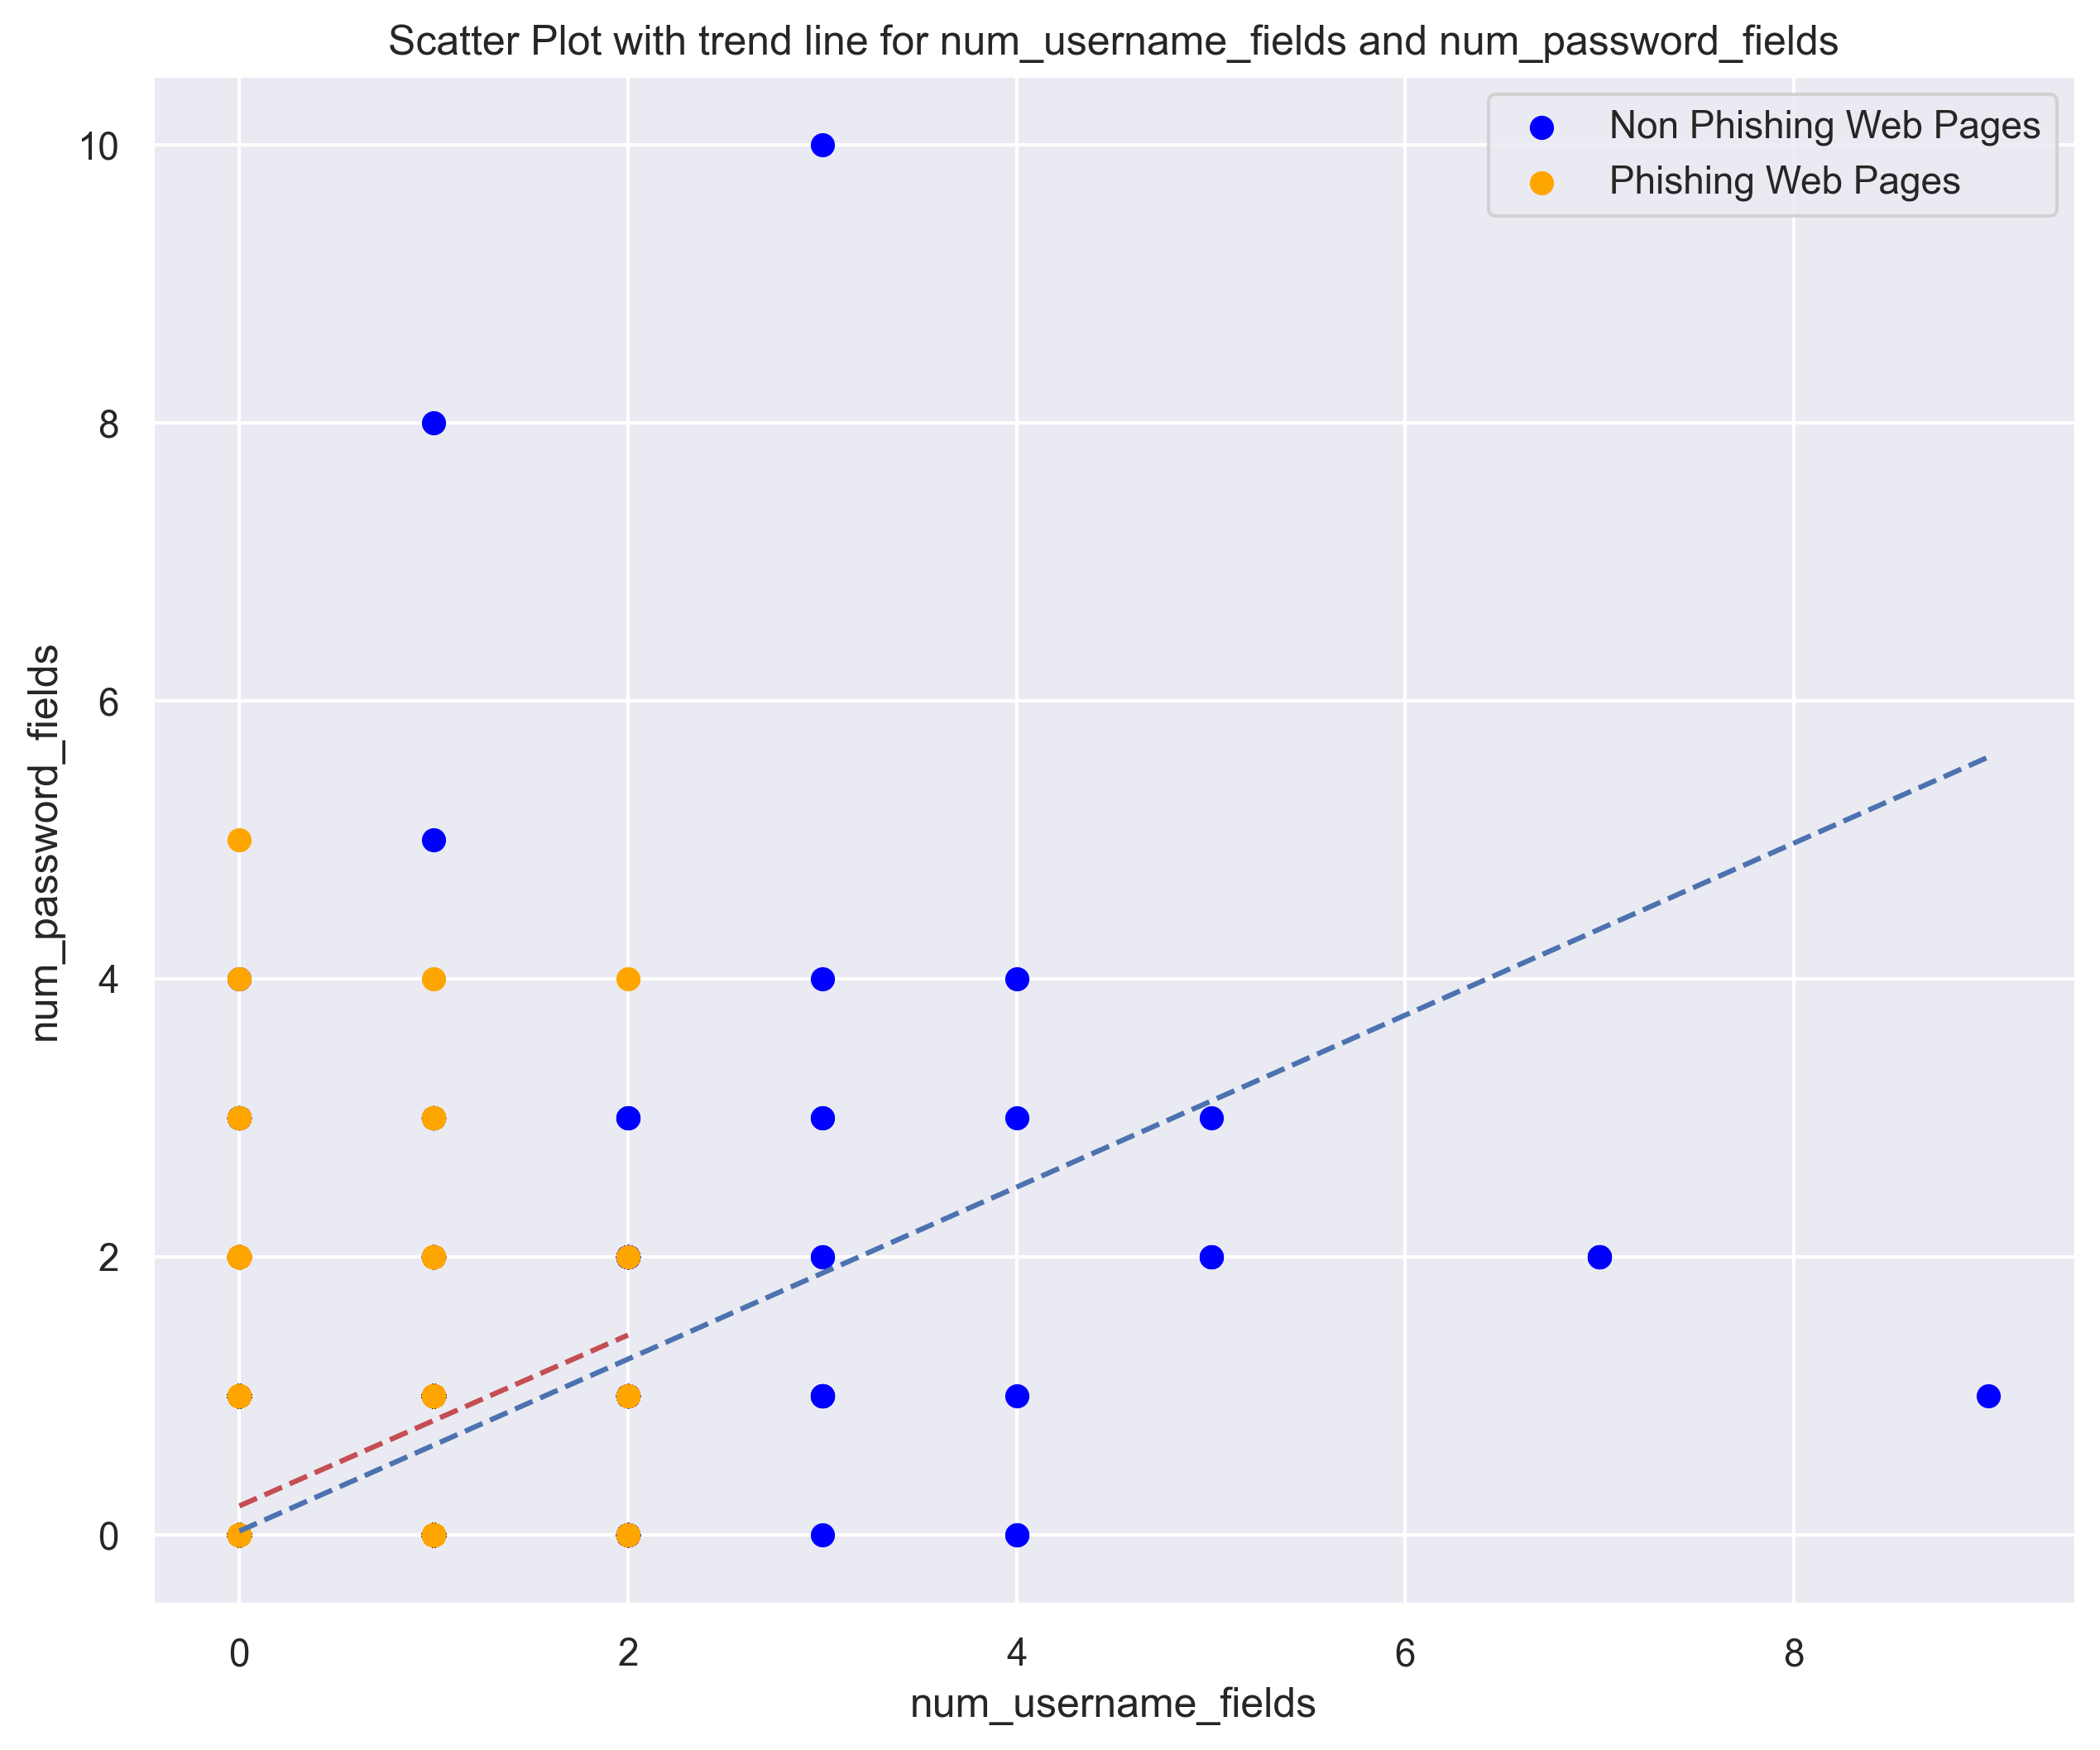 Scatter Plot with trend line for num_username_fields and num_password_fields
Non Phishing Web Pages
Phishing Web Pages
num_password_fields
10
8
6
4
2
0
0 2 4 6 8
num_username_fields